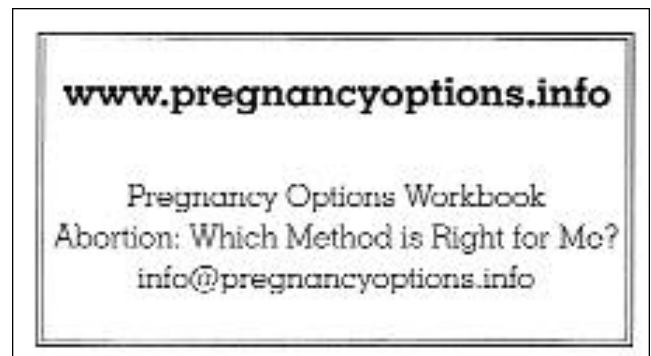 www.pregnancyoptions.info
Pregnancy Options Workbook
Abortion: Which Method is Right for Me?
info@pregnancyoptions.info